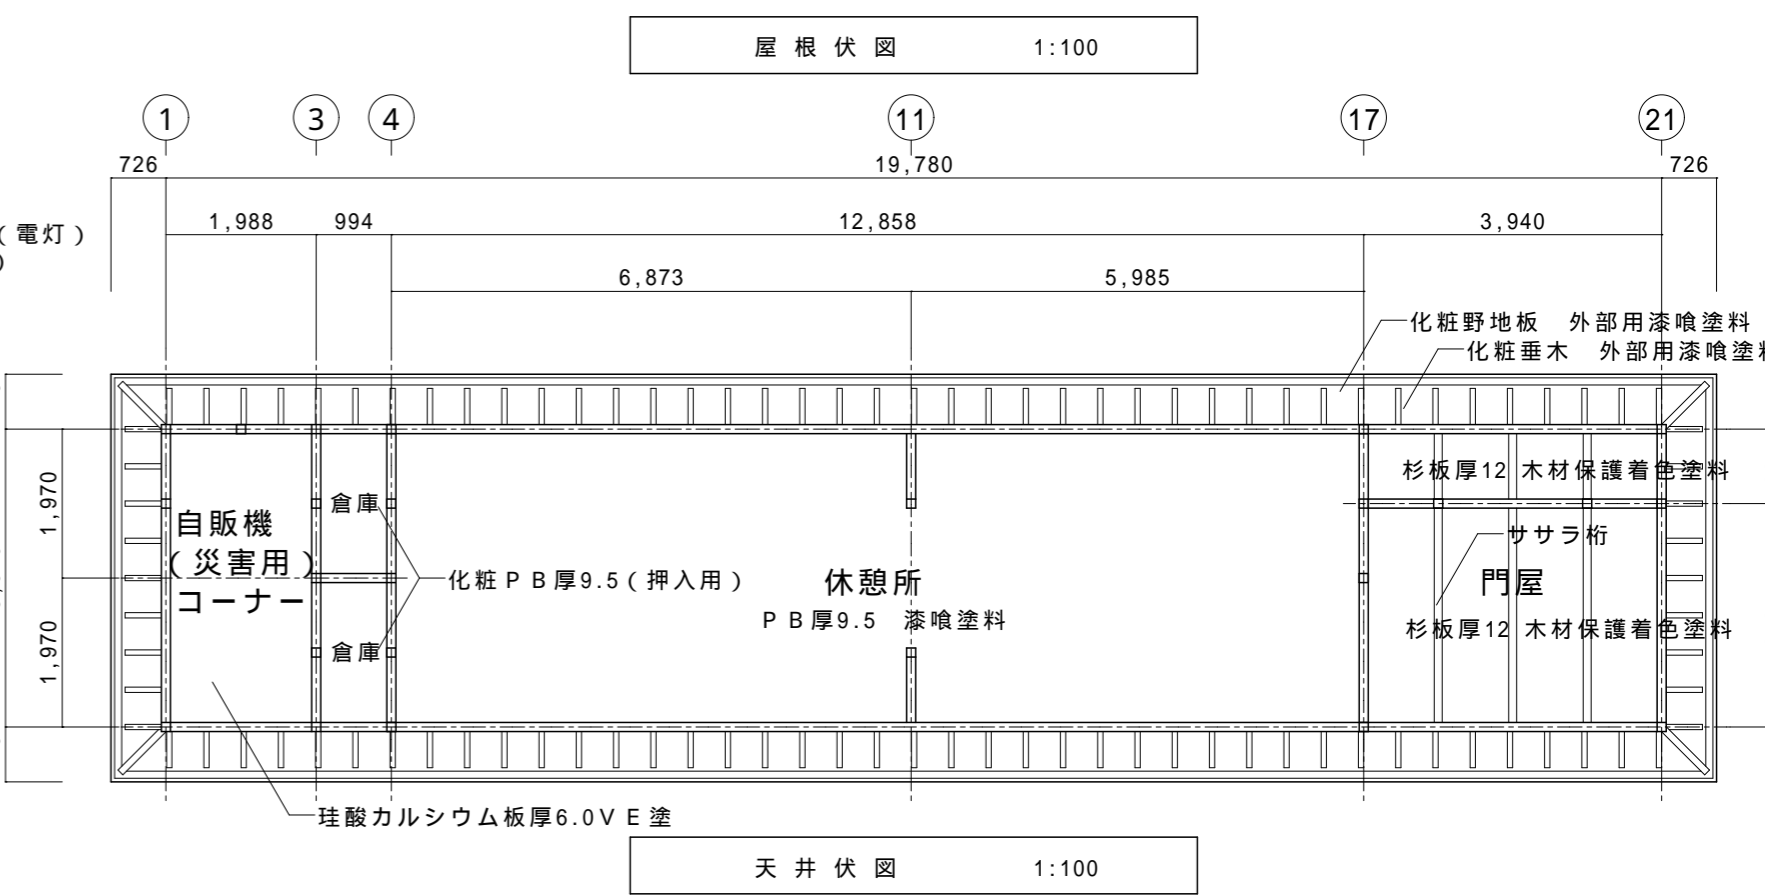 屋根伏図 1:100
1 3 4 11 17 21
726 19,780 726
(電灯)
)
1,988 994 12,858 3,940
6,873 5,985
化粧野地板 外部用漆喰塗料
化粧垂木 外部用漆喰塗料
杉板厚12 木材保護着色塗料
1,970
倉庫
自販機
(災害用)
コーナー
ササラ桁
化粧PB厚9.5(押入用)
休憩所
門屋
PB厚9.5 漆喰塗料
杉板厚12 木材保護着色塗料
1,970
倉庫
珪酸カルシウム板厚6.0VE塗
天井伏図 1:100